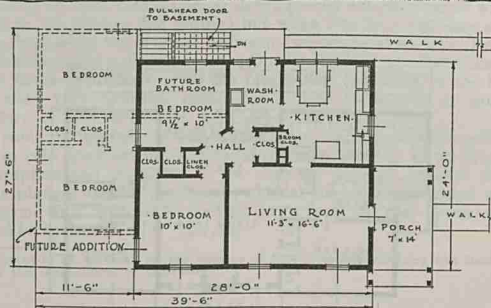 BULKHEAD DOOR
TO BASEMENT
DN
WALK
BEDROOM
FUTURE
BATHROOM
WASH
ROOM
BEDROOM
9½ × 10'
KITCHEN
CLOS.
CLOS.
HALL
CLOS.
BROOM
CLOS.
CLOS.
CLOS.
LINEN
CLOS.
27'-6"
24'-0"
BEDROOM
BEDROOM
10' × 10'
LIVING ROOM
11'-3" × 16'-6"
PORCH
7' × 14'
WALK
FUTURE ADDITION
11'-6"
28'-0"
39'-6"